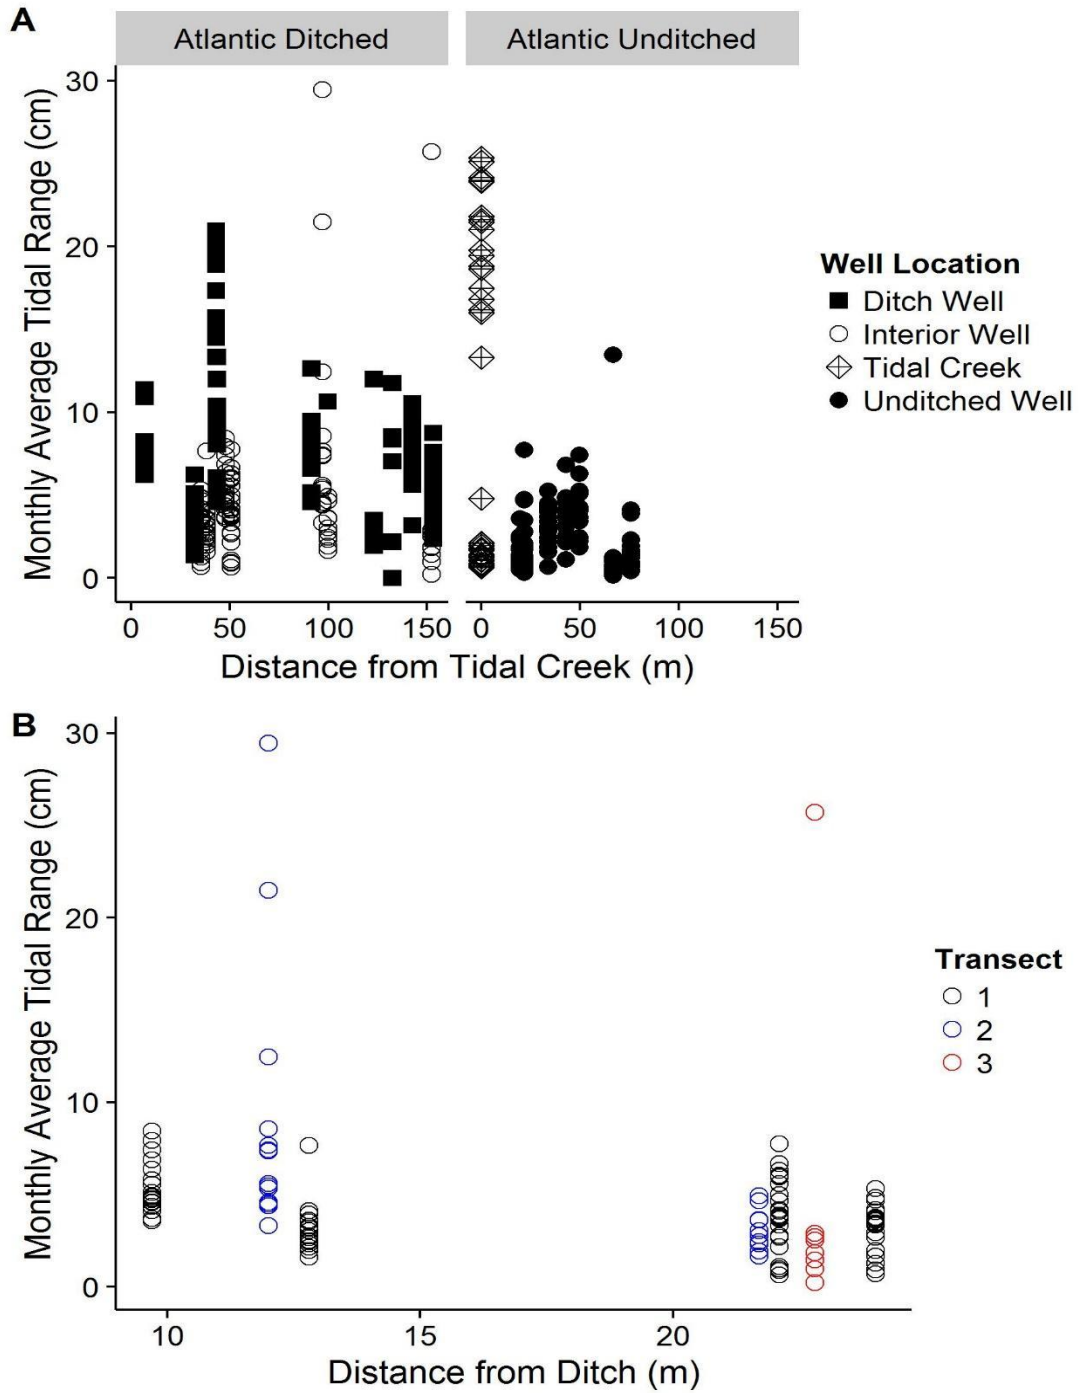 A
Atlantic Ditched Atlantic Unditched
Monthly Average Tidal Range (cm)
30
20
10
0
0 50 100 150 0 50 100 150
Distance from Tidal Creek (m)
Well Location
Ditch Well
Interior Well
Tidal Creek
Unditched Well
B
Monthly Average Tidal Range (cm)
30
20
10
0
10 15 20
Distance from Ditch (m)
Transect
1
2
3